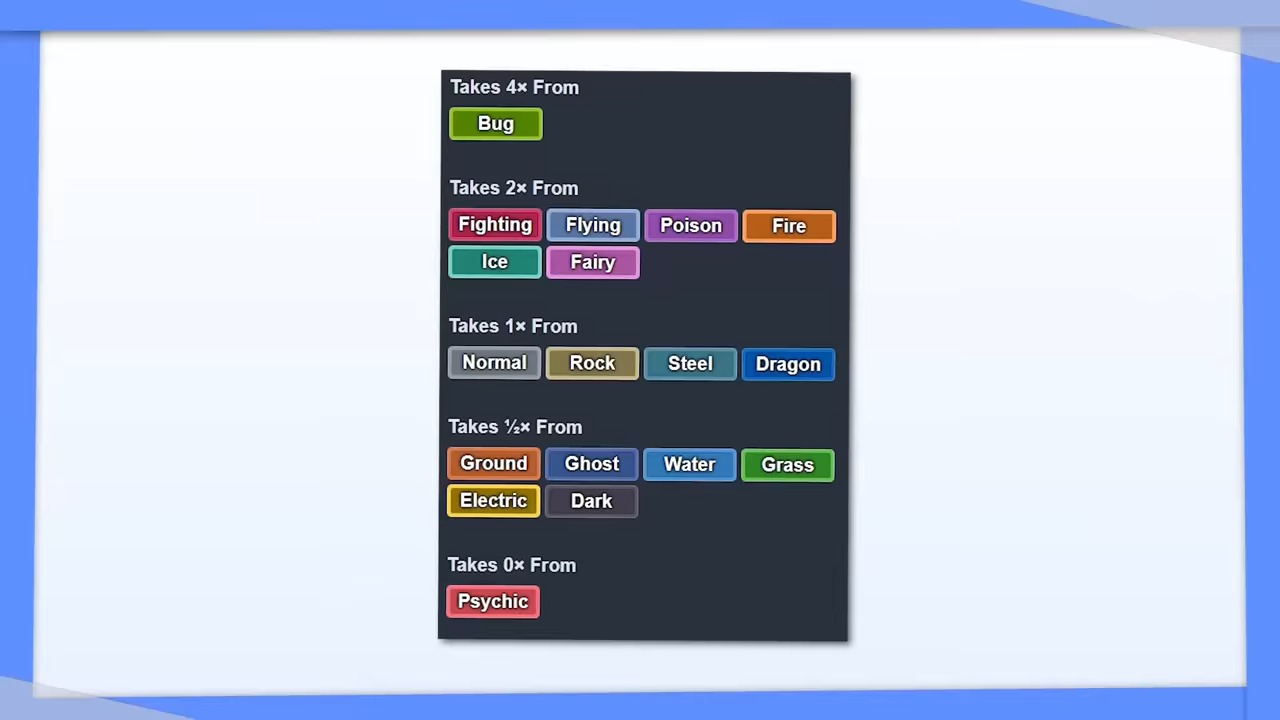 Takes 4× From
Bug
Takes 2× From
Fighting Flying Poison Fire
Ice Fairy
Takes 1× From
Normal Rock Steel Dragon
Takes ½× From
Ground Ghost Water Grass
Electric Dark
Takes 0× From
Psychic